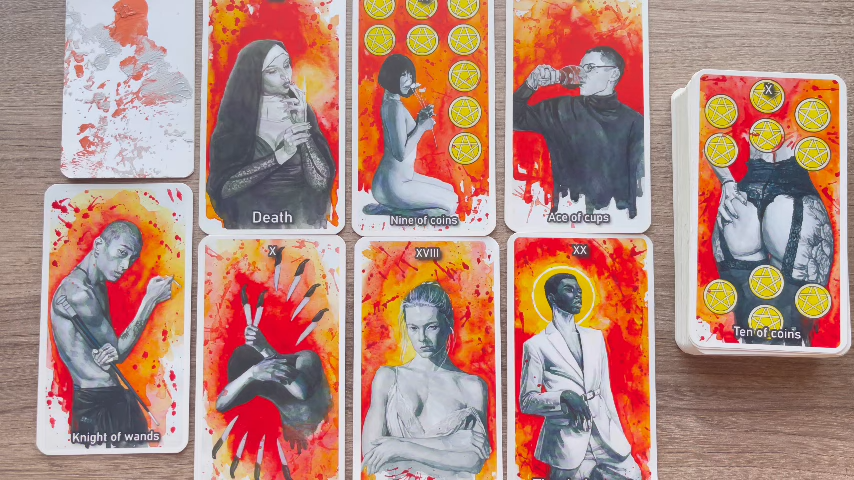 Death
Nine of coins
Ace of cups
X
Ten of coins
Knight of wands
X
XVIII
XX